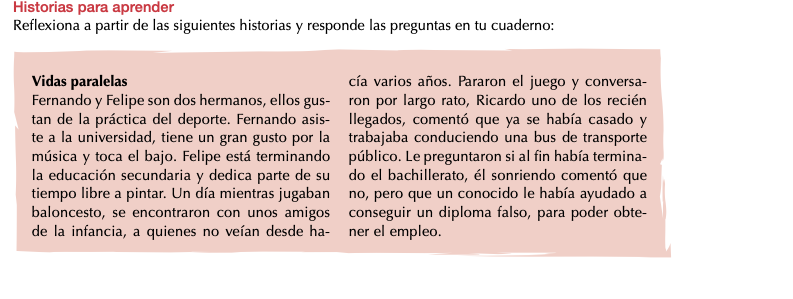 Historias para aprender
Reflexiona a partir de las siguientes historias y responde las preguntas en tu cuaderno:
Vidas paralelas
Fernando y Felipe son dos hermanos, ellos gus-
tan de la práctica del deporte. Fernando asis-
te a la universidad, tiene un gran gusto por la
música y toca el bajo. Felipe está terminando
la educación secundaria y dedica parte de su
tiempo libre a pintar. Un día mientras jugaban
baloncesto, se encontraron con unos amigos
de la infancia, a quienes no veían desde ha-
cía varios años. Pararon el juego y conversa-
ron por largo rato, Ricardo uno de los recién
llegados, comentó que ya se había casado y
trabajaba conduciendo una bus de transporte
público. Le preguntaron si al fin había termina-
do el bachillerato, él sonriendo comentó que
no, pero que un conocido le había ayudado a
conseguir un diploma falso, para poder obte-
ner el empleo.